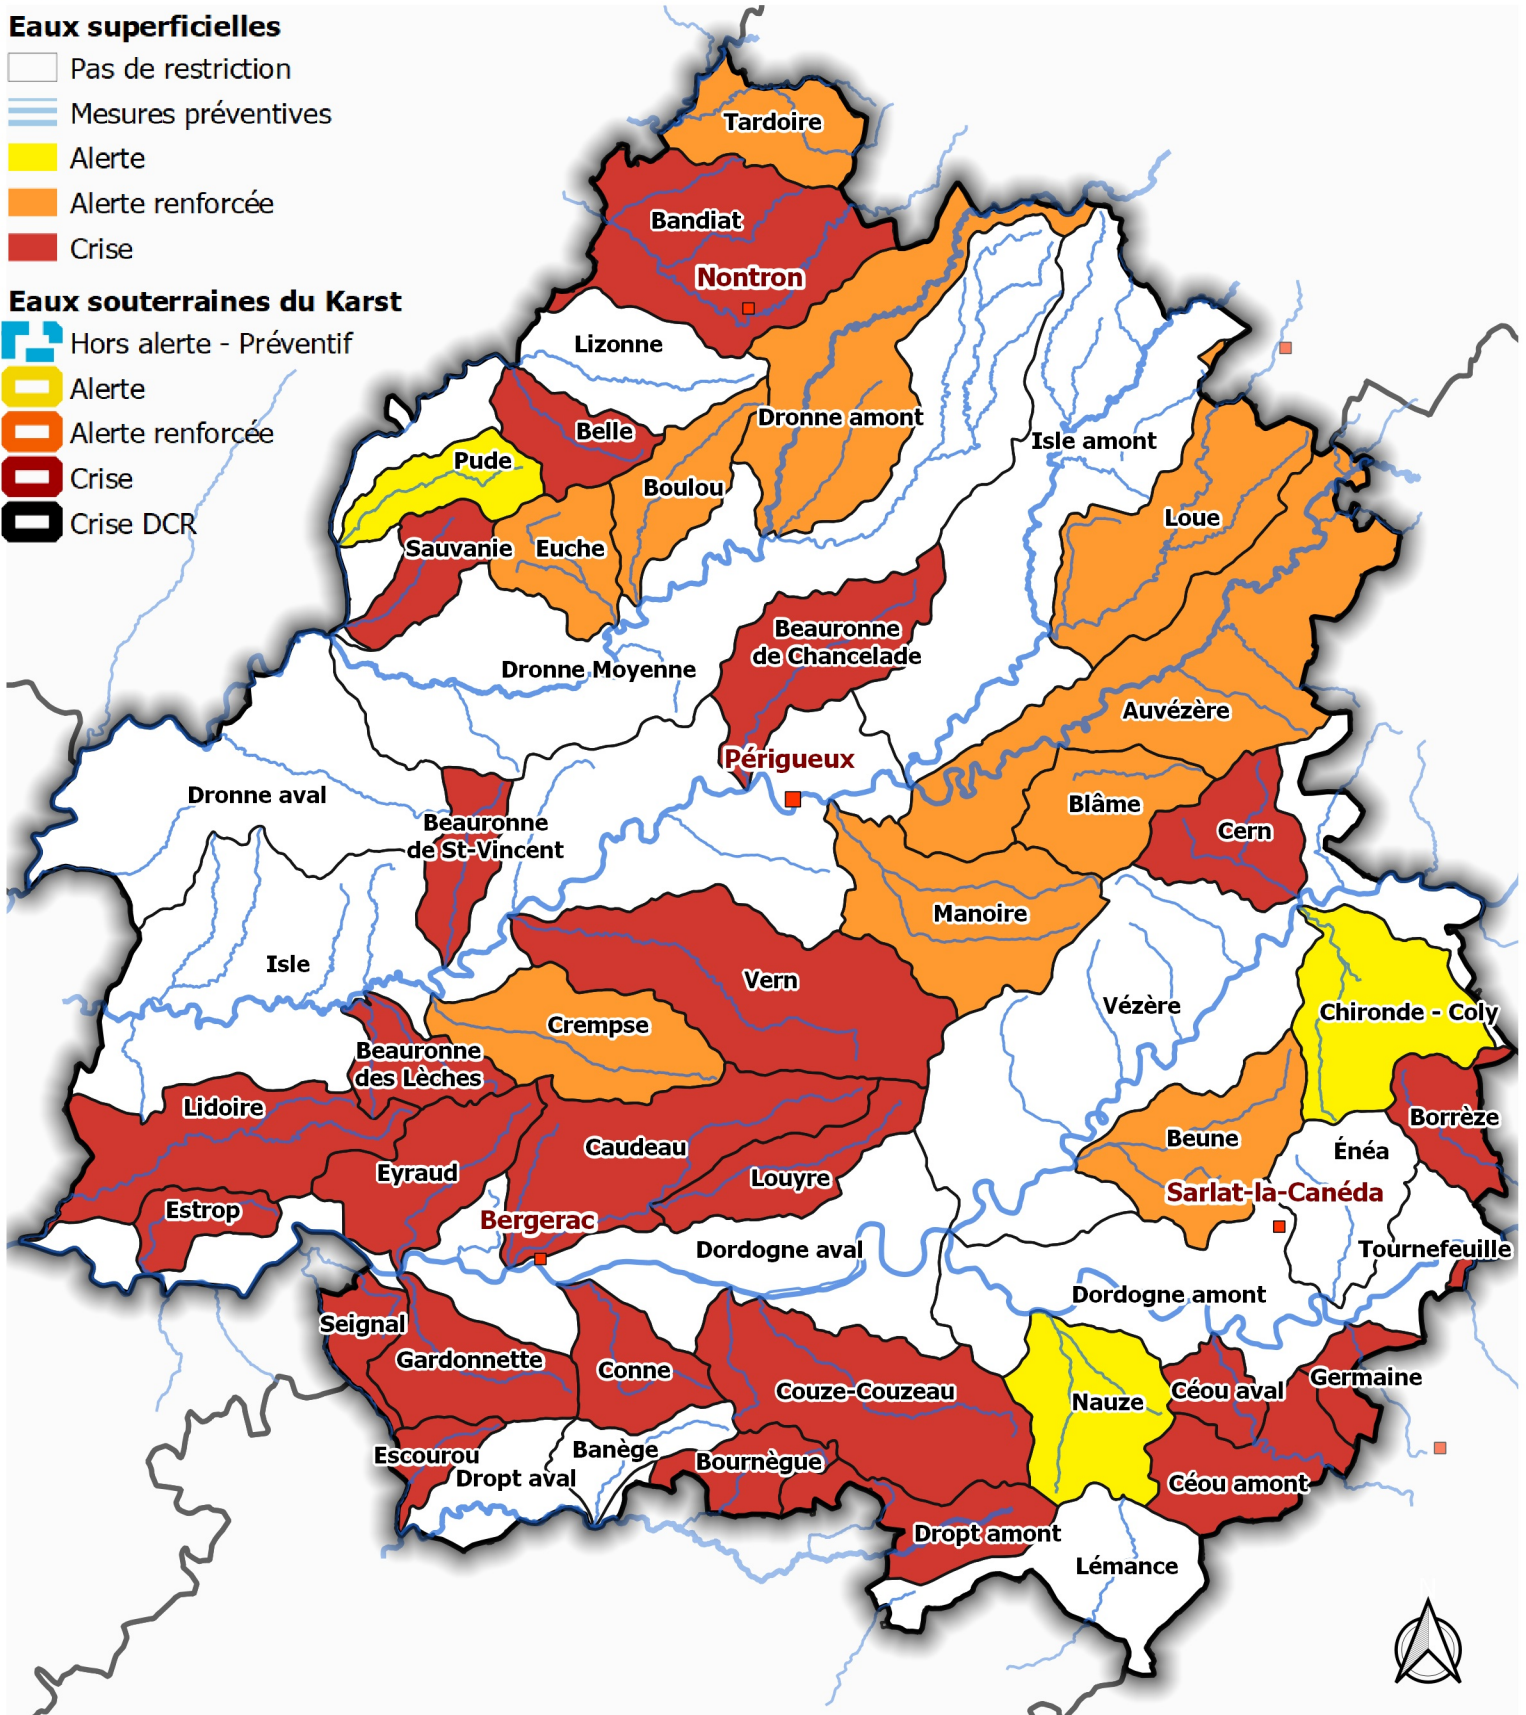 Eaux superficielles
Pas de restriction
Mesures préventives
Alerte
Alerte renforcée
Crise
Eaux souterraines du Karst
Hors alerte - Préventif
Alerte
Alerte renforcée
Crise
Crise DCR
Tardoire
Bandiat
Nontron
Lizonne
Dronne amont
Belle
Isle amont
Pude
Boulou
Loue
Sauvanie
Euche
Beauronne
de Chancelade
Dronne Moyenne
Auvézère
Périgueux
Dronne aval
Blâme
Beauronne
de St-Vincent
Cern
Manoire
Isle
Vern
Vézère
Chironde - Coly
Crempse
Beauronne
des Lèches
Lidoire
Borrèze
Beune
Caudeau
Énéa
Eyraud
Louyre
Sarlat-la-Canéda
Estrop
Bergerac
Dordogne aval
Tournefeuille
Dordogne amont
Seignal
Gardonnette
Conne
Germaine
Couze-Couzeau
Céou aval
Nauze
Banège
Escourou
Bournègue
Dropt aval
Céou amont
Dropt amont
Lémance
N